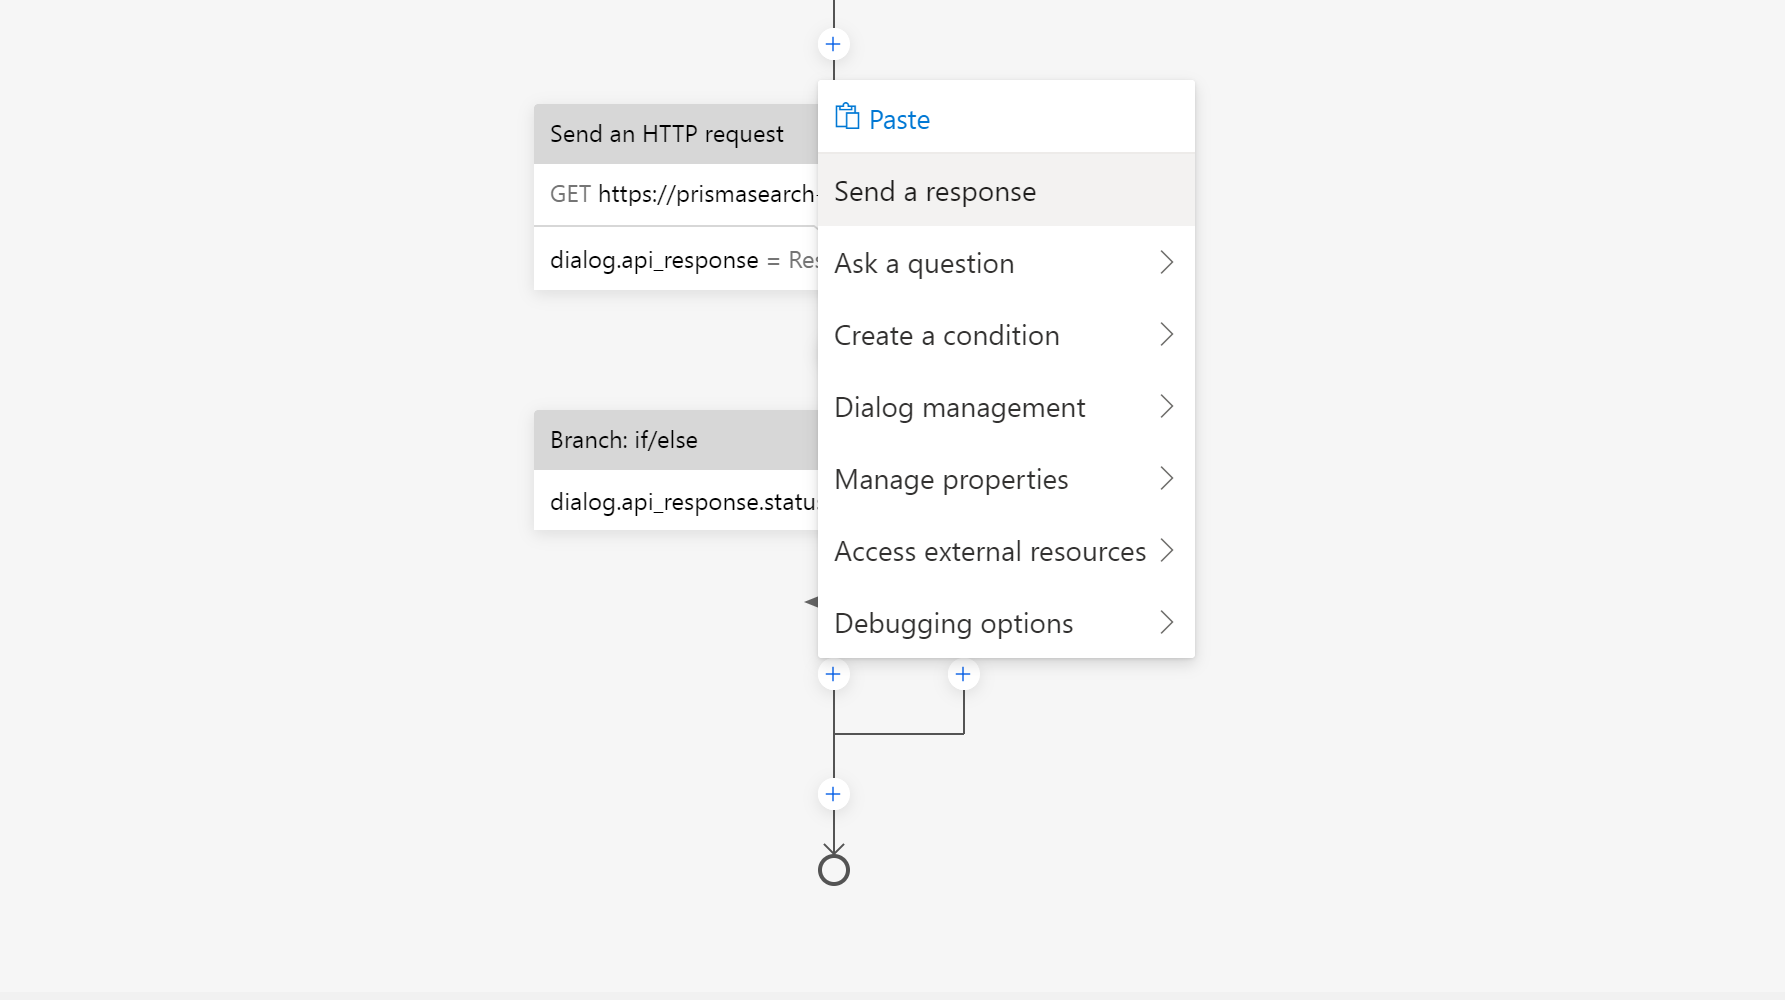 Paste
Send an HTTP request
Send a response
GET https://prismasearch-
dialog.api_response = Res
Ask a question
Create a condition
Dialog management
Branch: if/else
Manage properties
dialog.api_response.status
Access external resources
Debugging options